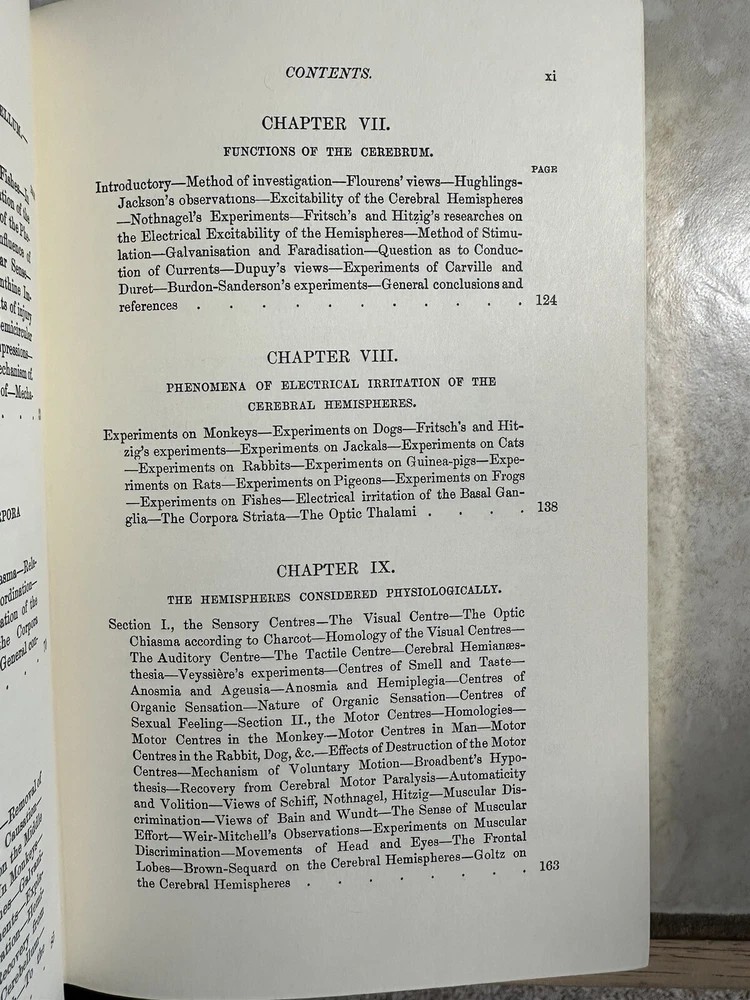 CONTENTS. xi
CHAPTER VII.
FUNCTIONS OF THE CEREBRUM.
PAGE
Introductory—Method of investigation—Flourens' views—Hughlings-
Jackson's observations—Excitability of the Cerebral Hemispheres
—Nothnagel's Experiments—Fritsch's and Hitzig's researches on
the Electrical Excitability of the Hemispheres—Method of Stimu-
lation—Galvanisation and Faradisation—Question as to Conduc-
tion of Currents—Dupuy's views—Experiments of Carville and
Duret—Burdon-Sanderson's experiments—General conclusions and
references . . . . . . . . . . . 124
CHAPTER VIII.
PHENOMENA OF ELECTRICAL IRRITATION OF THE
CEREBRAL HEMISPHERES.
Experiments on Monkeys—Experiments on Dogs—Fritsch's and Hit-
zig's experiments—Experiments on Jackals—Experiments on Cats
—Experiments on Rabbits—Experiments on Guinea-pigs—Expe-
riments on Rats—Experiments on Pigeons—Experiments on Frogs
—Experiments on Fishes—Electrical irritation of the Basal Gan-
glia—The Corpora Striata—The Optic Thalami . . . . 138
CHAPTER IX.
THE HEMISPHERES CONSIDERED PHYSIOLOGICALLY.
Section I., the Sensory Centres—The Visual Centre—The Optic
Chiasma according to Charcot—Homology of the Visual Centres—
The Auditory Centre—The Tactile Centre—Cerebral Hemianæs-
thesia—Veyssière's experiments—Centres of Smell and Taste—
Anosmia and Ageusia—Anosmia and Hemiplegia—Centres of
Organic Sensation—Nature of Organic Sensation—Centres of
Sexual Feeling—Section II., the Motor Centres—Homologies—
Motor Centres in the Monkey—Motor Centres in Man—Motor
Centres in the Rabbit, Dog, &c.—Effects of Destruction of the Motor
Centres—Mechanism of Voluntary Motion—Broadbent's Hypo-
thesis—Recovery from Cerebral Motor Paralysis—Automaticity
and Volition—Views of Schiff, Nothnagel, Hitzig—Muscular Dis-
crimination—Views of Bain and Wundt—The Sense of Muscular
Effort—Weir-Mitchell's Observations—Experiments on Muscular
Discrimination—Movements of Head and Eyes—The Frontal
Lobes—Brown-Sequard on the Cerebral Hemispheres—Goltz on
the Cerebral Hemispheres . . . . . . . 163